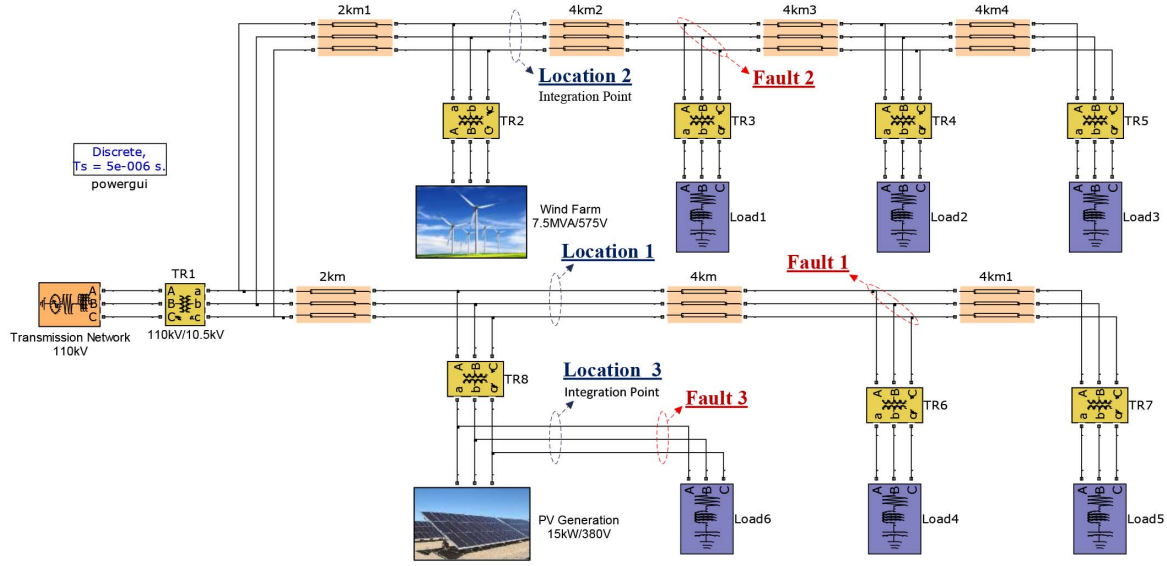 2km1
4km2
4km3
4km4
Location 2
Integration Point
Fault 2
a b c
A B C
TR2
A B C
a b c
TR3
A B C
a b c
TR4
A B C
a b c
TR5
Discrete,
Ts = 5e-006 s.
powergui
Wind Farm
7.5MVA/575V
A B C
Load1
A B C
Load2
A B C
Load3
Location 1
Fault 1
TR1
2km
4km
4km1
A
B
C
A a
B b
C c
Transmission Network
110kV
110kV/10.5kV
A B C
a b c
TR8
Location 3
Integration Point
Fault 3
A B C
a b c
TR6
A B C
a b c
TR7
PV Generation
15kW/380V
A B C
Load6
A B C
Load4
A B C
Load5